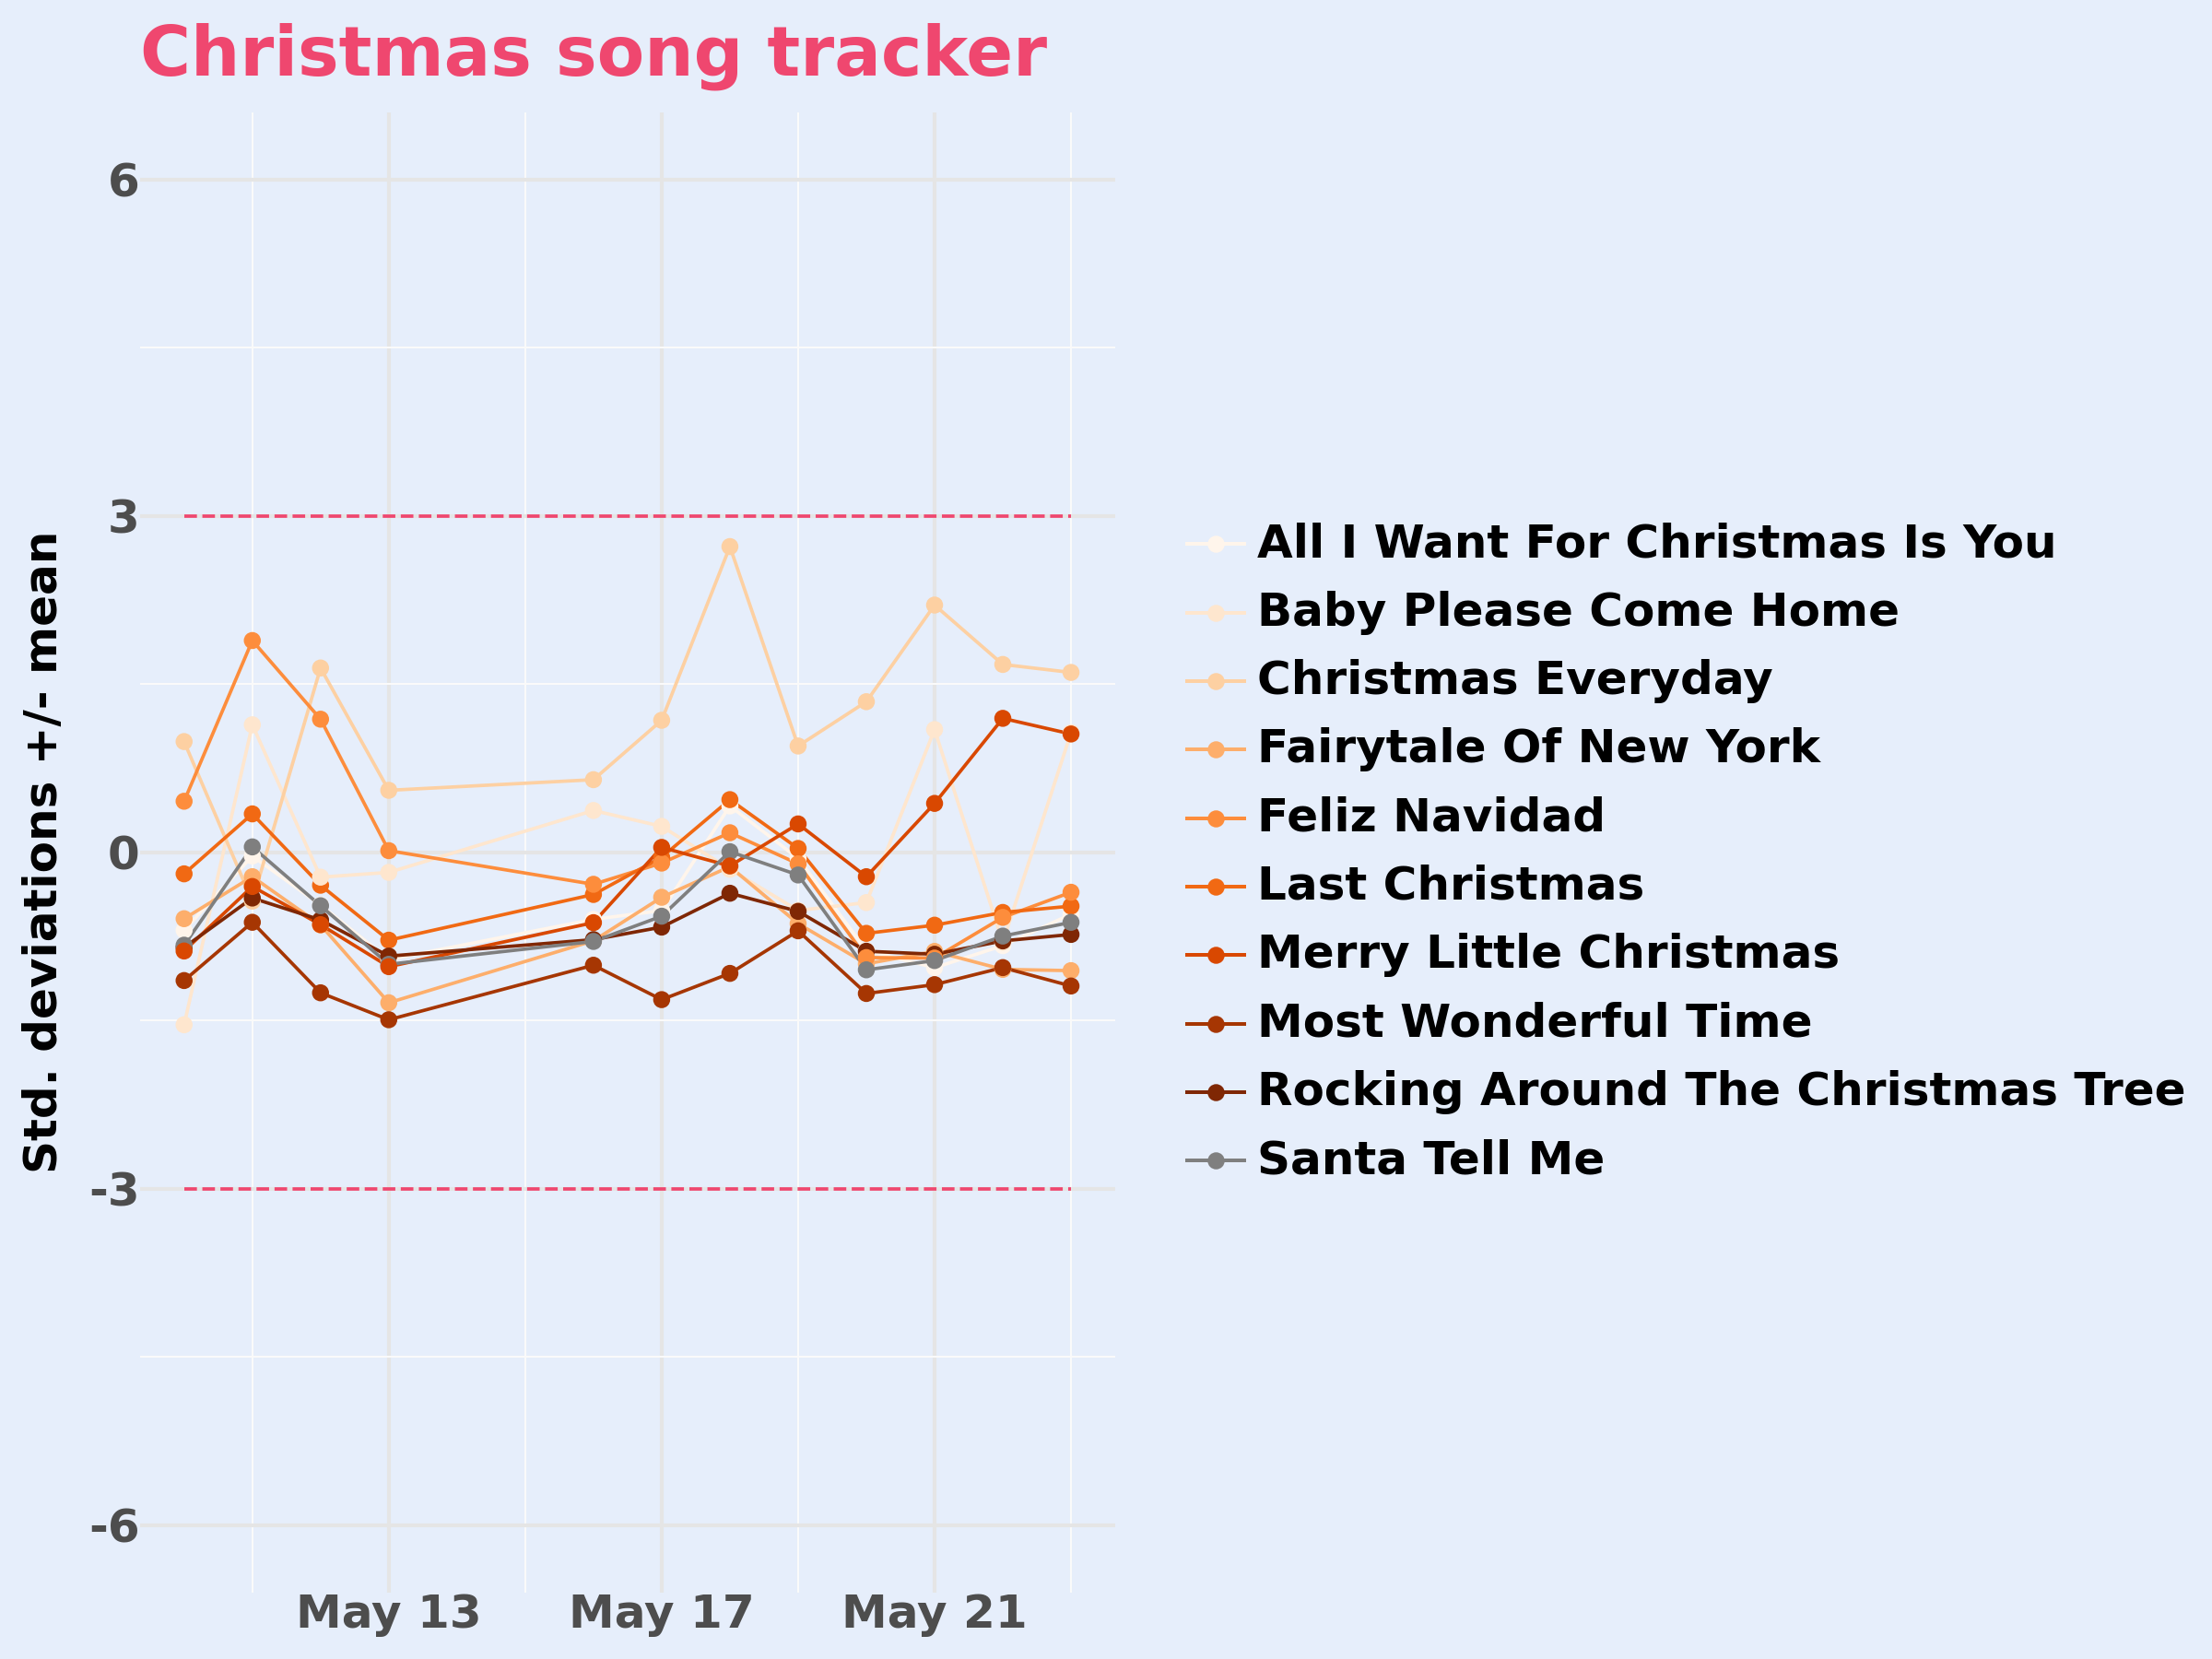 Christmas song tracker
Std. deviations +/- mean
6
3
0
-3
-6
May 13 May 17 May 21
All I Want For Christmas Is You
Baby Please Come Home
Christmas Everyday
Fairytale Of New York
Feliz Navidad
Last Christmas
Merry Little Christmas
Most Wonderful Time
Rocking Around The Christmas Tree
Santa Tell Me